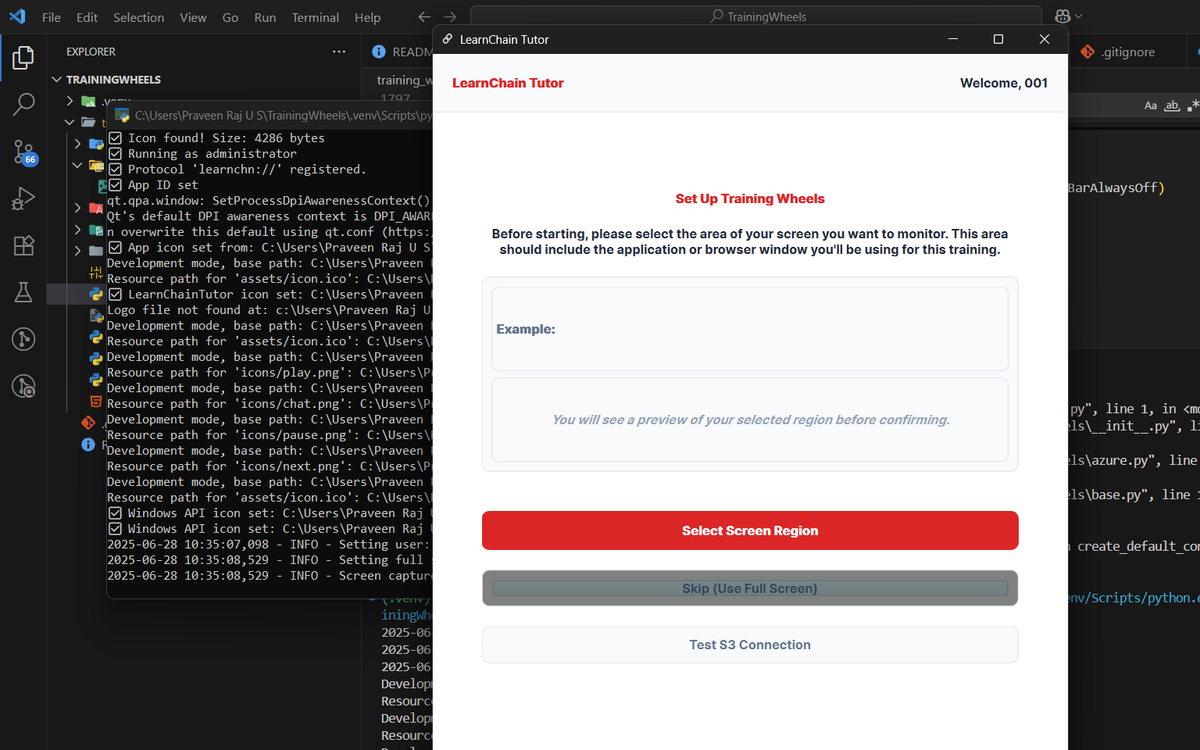 File Edit Selection View Go Run Terminal Help
TrainingWheels
EXPLORER
TRAININGWHEELS
.venv
66
README
training_w
1797
.gitignore
Aa ab
BarAlwaysOff)
C:\Users\Praveen Raj U S\TrainingWheels\.venv\Scripts\py
Icon found! Size: 4286 bytes
Running as administrator
Protocol 'learnchn://' registered.
App ID set
qt.qpa.window: SetProcessDpiAwarenessContext()
Qt's default DPI awareness context is DPI_AWAR
n overwrite this default using qt.conf (https:
App icon set from: C:\Users\Praveen Raj U S
Development mode, base path: C:\Users\Praveen
Resource path for 'assets/icon.ico': C:\Users\
LearnChainTutor icon set: C:\Users\Praveen
Logo file not found at: c:\Users\Praveen Raj U
Development mode, base path: C:\Users\Praveen
Resource path for 'assets/icon.ico': C:\Users\
Development mode, base path: C:\Users\Praveen
Resource path for 'icons/play.png': C:\Users\P
Development mode, base path: C:\Users\Praveen
Resource path for 'icons/chat.png': C:\Users\P
Development mode, base path: C:\Users\Praveen
Resource path for 'icons/pause.png': C:\Users\
Development mode, base path: C:\Users\Praveen
Resource path for 'icons/next.png': C:\Users\P
Development mode, base path: C:\Users\Praveen
Resource path for 'assets/icon.ico': C:\Users\
Windows API icon set: C:\Users\Praveen Raj U
Windows API icon set: C:\Users\Praveen Raj U
2025-06-28 10:35:07,098 - INFO - Setting user:
2025-06-28 10:35:08,529 - INFO - Setting full
2025-06-28 10:35:08,529 - INFO - Screen capture
LearnChain Tutor
LearnChain Tutor
Welcome, 001
Set Up Training Wheels
Before starting, please select the area of your screen you want to monitor. This area
should include the application or browser window you'll be using for this training.
Example:
You will see a preview of your selected region before confirming.
Select Screen Region
Skip (Use Full Screen)
Test S3 Connection
py", line 1, in <mo
els\__init__.py", li
els\azure.py", line
els\base.py", line 1
create_default_con
env/Scripts/python.e
(.venv)
iningWhe
2025-06
2025-06
2025-06
Develop
Resourc
Develop
Resourc